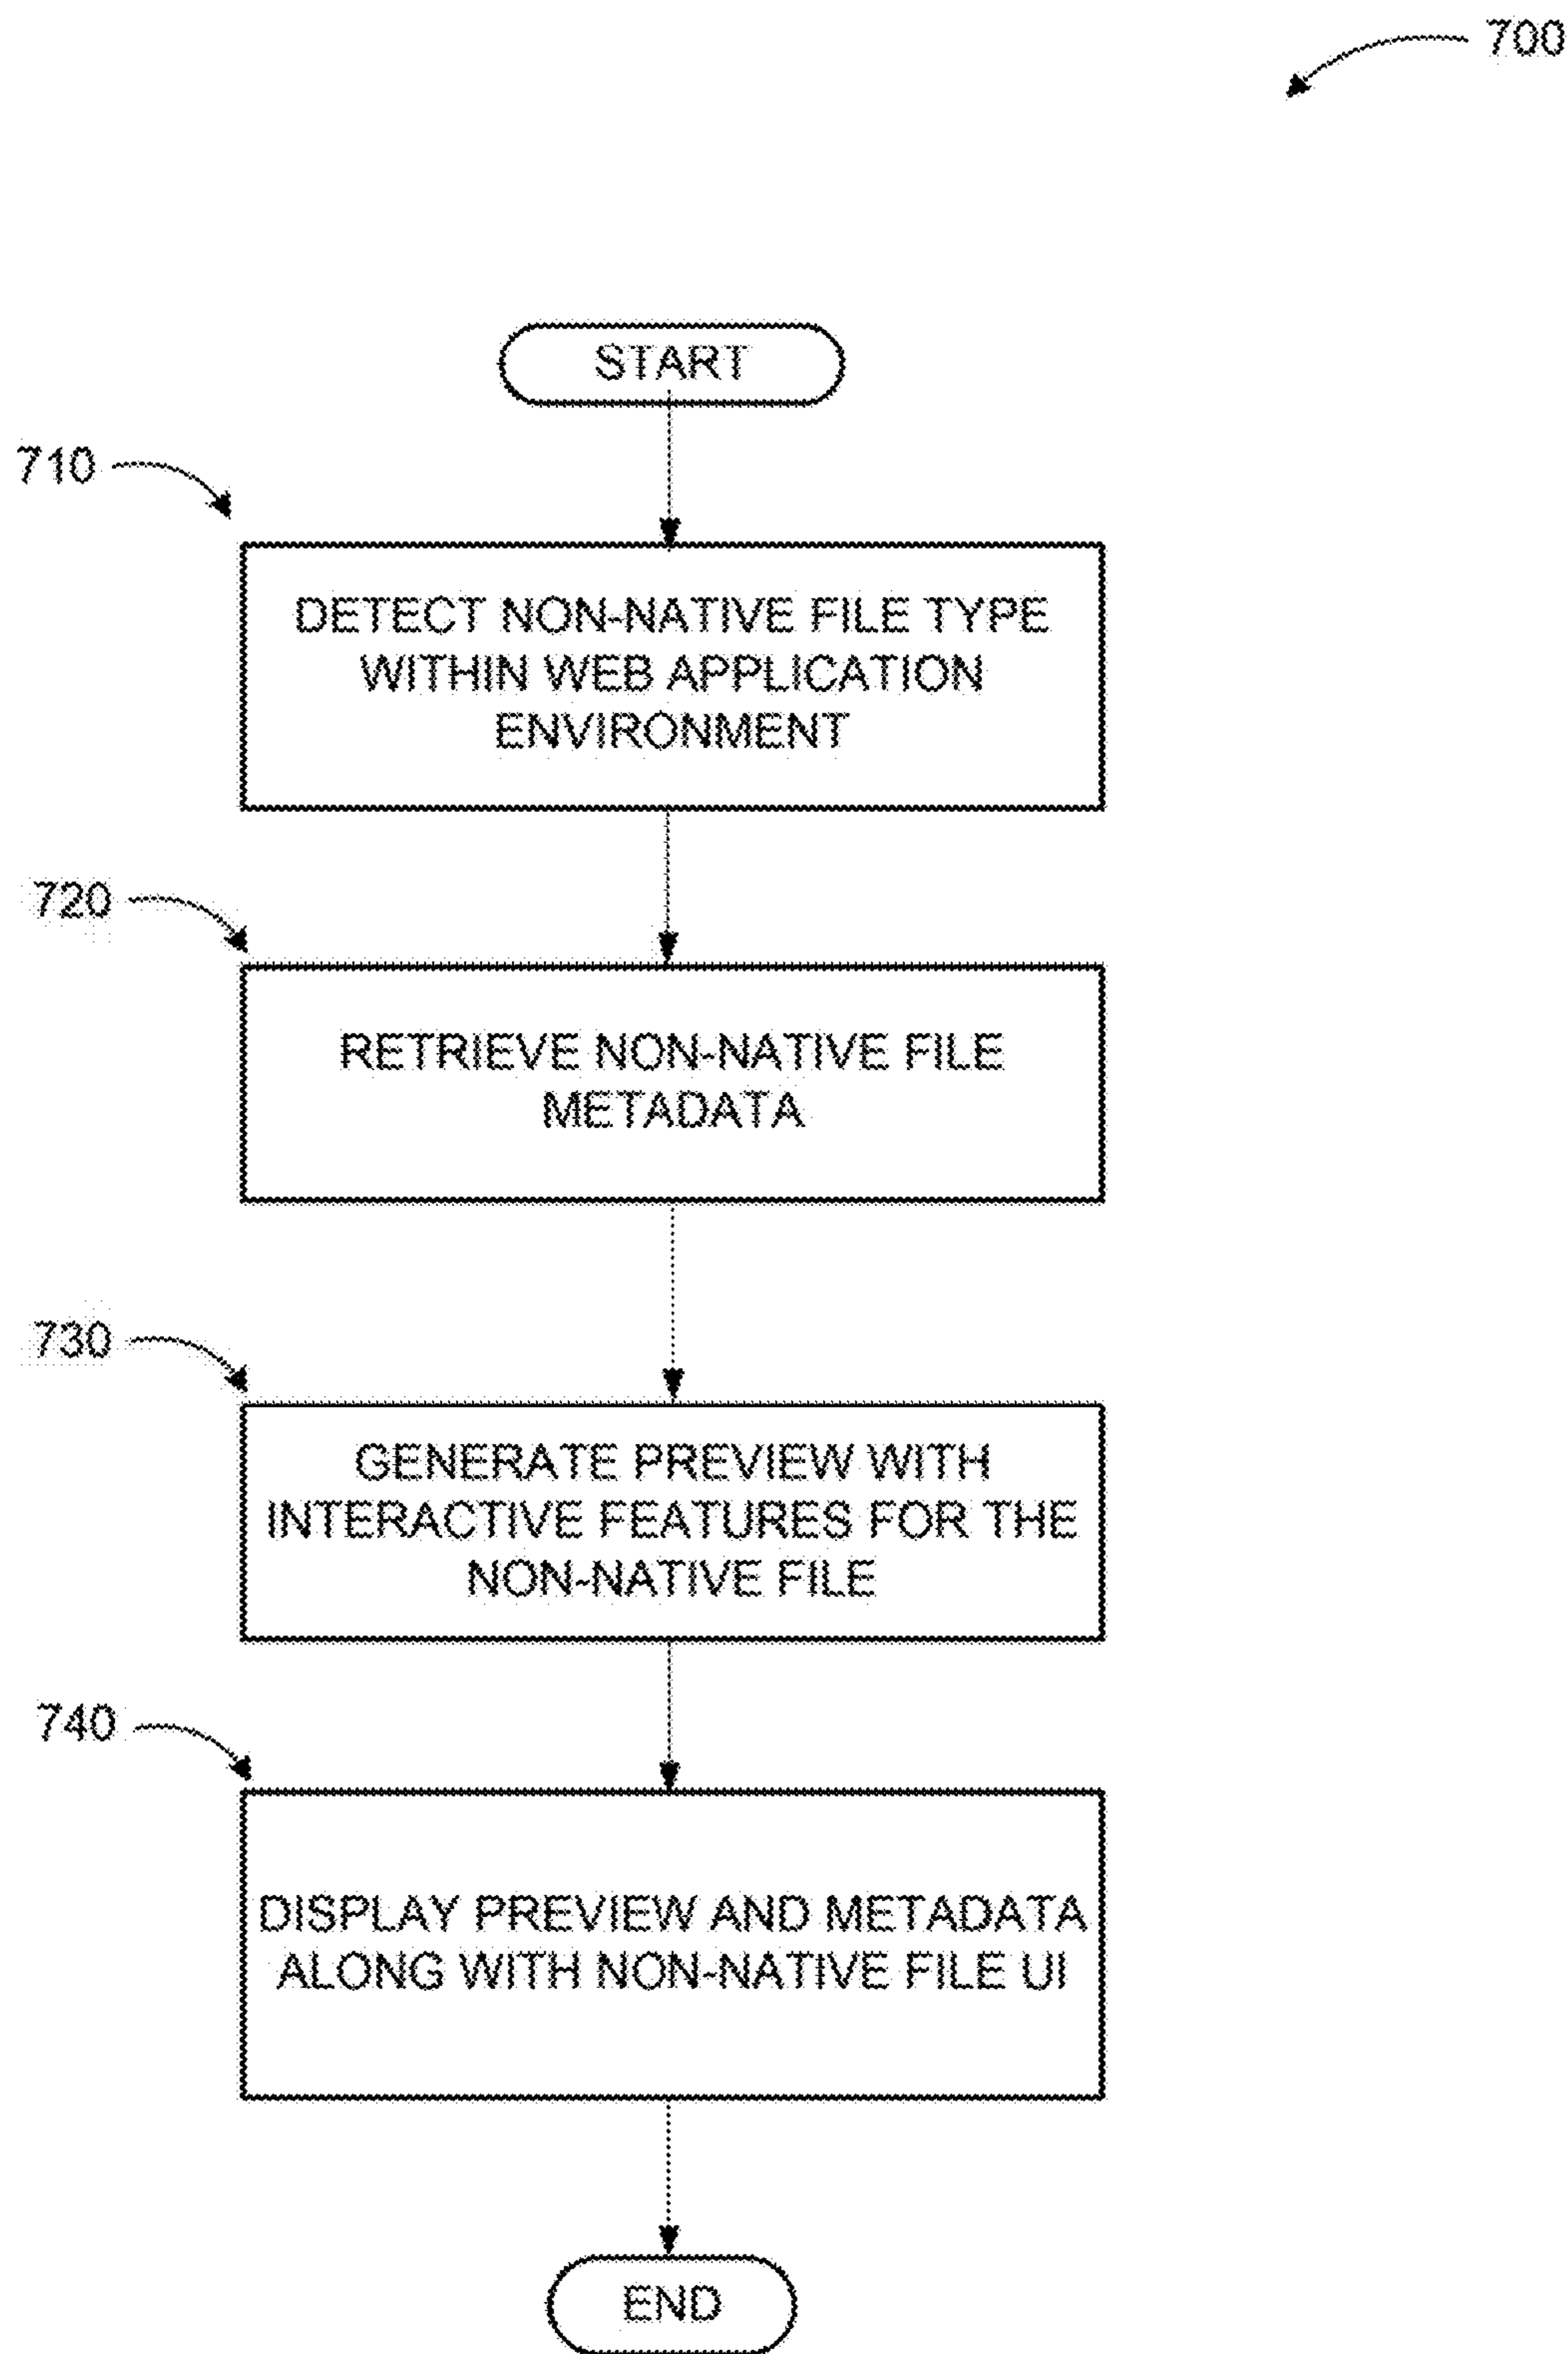 700
START
710
DETECT NON-NATIVE FILE TYPE
WITHIN WEB APPLICATION
ENVIRONMENT
720
RETRIEVE NON-NATIVE FILE
METADATA
730
GENERATE PREVIEW WITH
INTERACTIVE FEATURES FOR THE
NON-NATIVE FILE
740
DISPLAY PREVIEW AND METADATA
ALONG WITH NON-NATIVE FILE UI
END